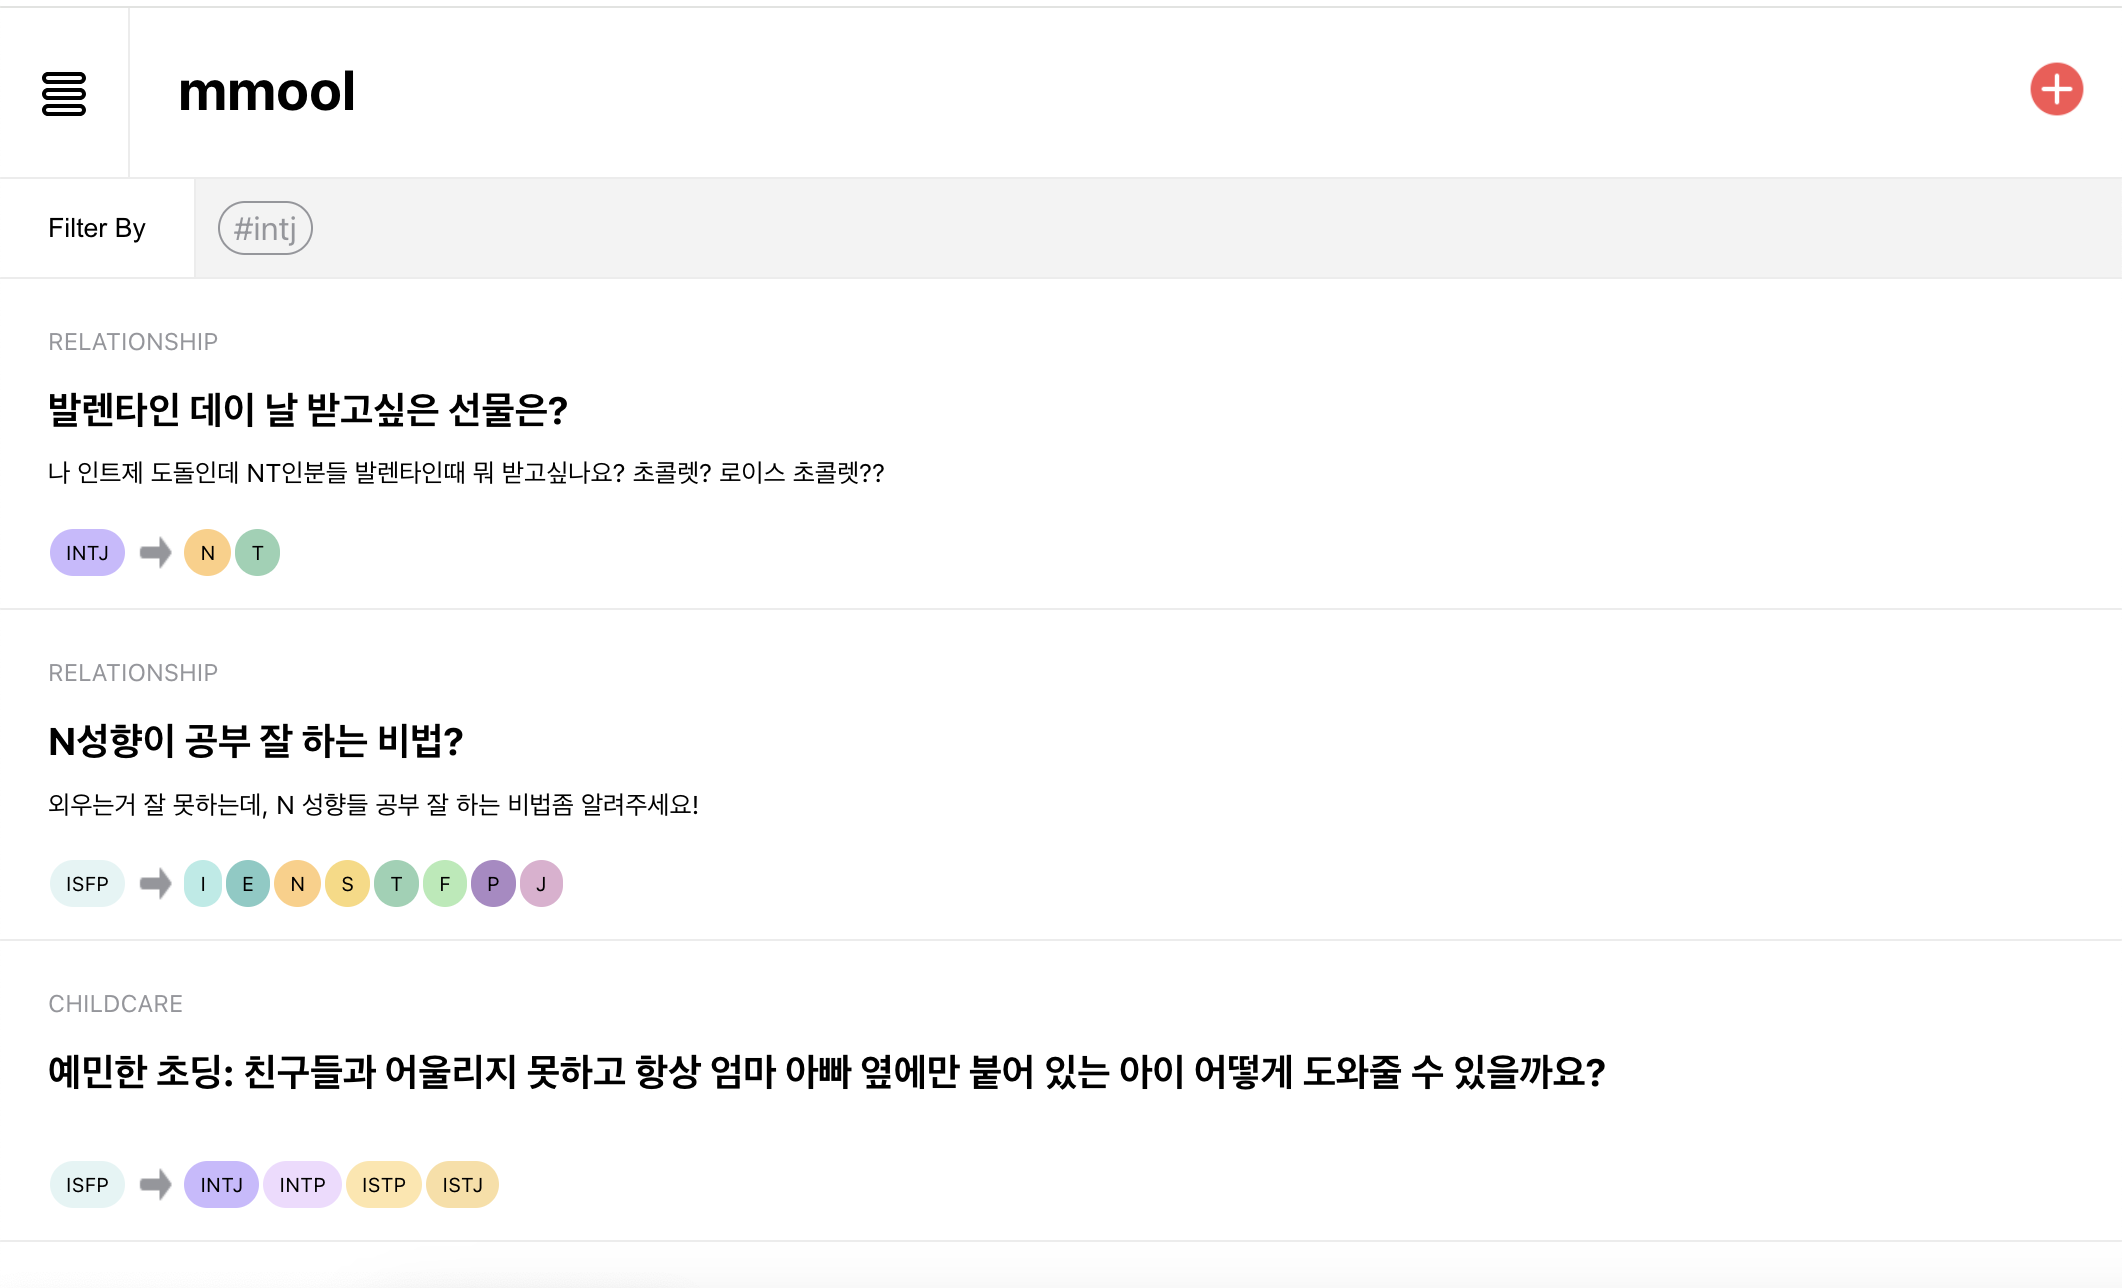 mmool
Filter By
#intj
RELATIONSHIP
발렌타인 데이 날 받고싶은 선물은?
나 인트제 도돌인데 NT인분들 발렌타인때 뭐 받고싶나요? 초콜렛? 로이스 초콜렛??
INTJ N T
RELATIONSHIP
N성향이 공부 잘 하는 비법?
외우는거 잘 못하는데, N 성향들 공부 잘 하는 비법좀 알려주세요!
ISFP I E N S T F P J
CHILDCARE
예민한 초딩: 친구들과 어울리지 못하고 항상 엄마 아빠 옆에만 붙어 있는 아이 어떻게 도와줄 수 있을까요?
ISFP INTJ INTP ISTP ISTJ